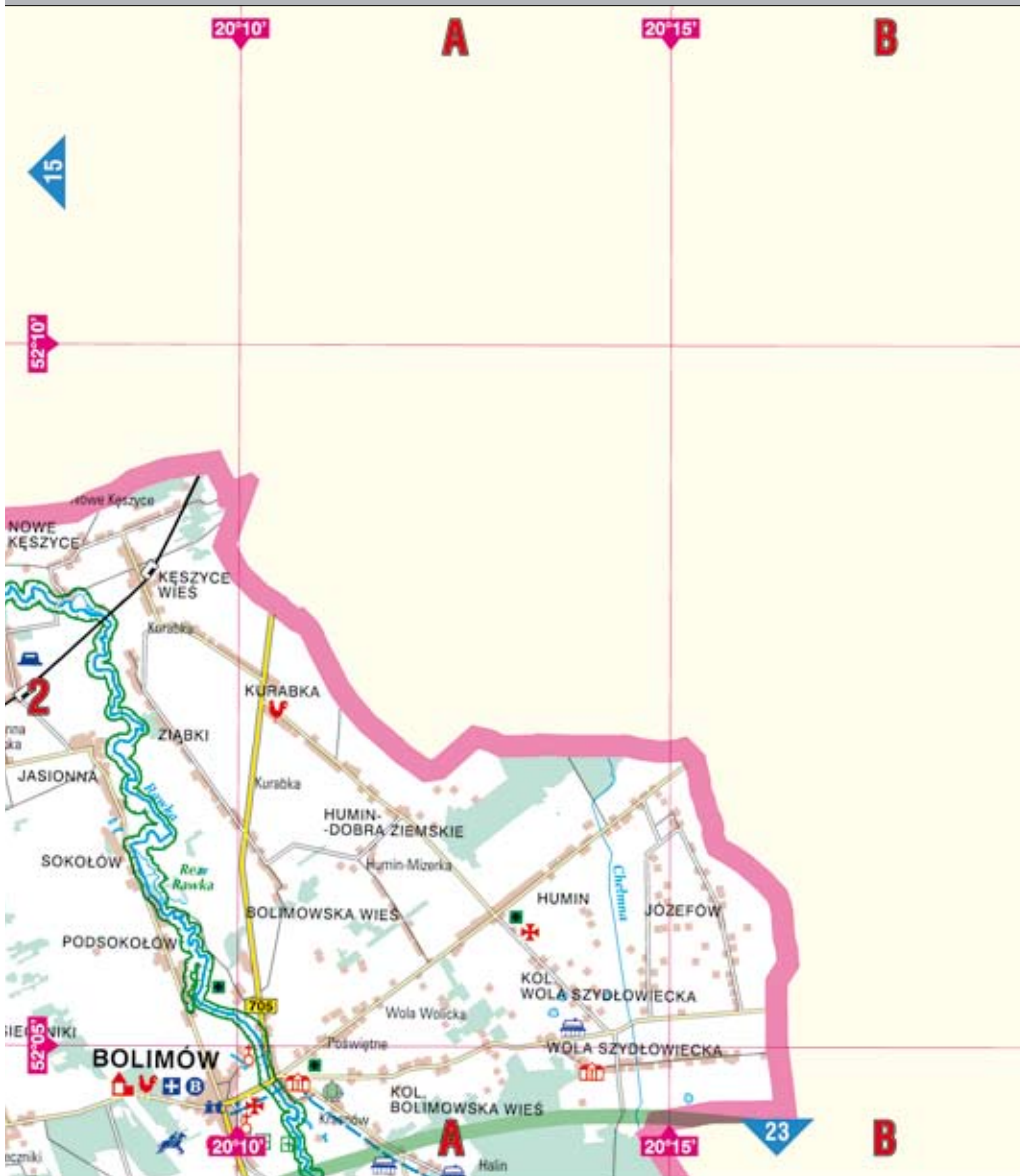 20°10'
A
20°15'
B
15
52°10'
Nowe Kęszyce
NOWE
KĘSZYCE
KĘSZYCE
WIEŚ
Kurabka
2
KURABKA
ZIĄBKI
JASIONNA
Kurabka
Rawka
HUMIN-
-DOBRA ZIEMSKIE
SOKOŁÓW
Humin-Mizerka
Rez.
Rawka
Chełmna
HUMIN
BOLIMOWSKA WIEŚ
JÓZEFÓW
PODSOKOŁÓW
KOL.
WOLA SZYDŁOWIECKA
705
Wola Wolicka
52°05'
Poświętne
WOLA SZYDŁOWIECKA
BOLIMÓW
B
KOL.
BOLIMOWSKA WIEŚ
20°10'
A
20°15'
23
B
Halin